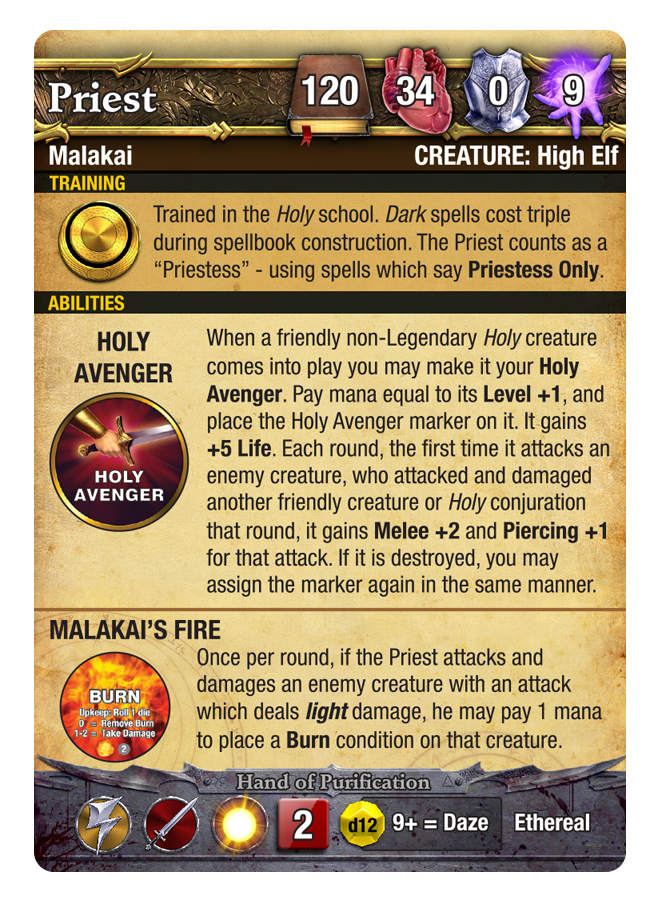 Priest
120
34
0
9
Malakai
CREATURE: High Elf
TRAINING
Trained in the Holy school. Dark spells cost triple
during spellbook construction. The Priest counts as a
“Priestess” - using spells which say Priestess Only.
ABILITIES
HOLY
AVENGER
HOLY
AVENGER
When a friendly non-Legendary Holy creature
comes into play you may make it your Holy
Avenger. Pay mana equal to its Level +1, and
place the Holy Avenger marker on it. It gains
+5 Life. Each round, the first time it attacks an
enemy creature, who attacked and damaged
another friendly creature or Holy conjuration
that round, it gains Melee +2 and Piercing +1
for that attack. If it is destroyed, you may
assign the marker again in the same manner.
MALAKAI’S FIRE
BURN
Upkeep: Roll 1 die
0 = Remove Burn
1-2 = Take Damage
2
Once per round, if the Priest attacks and
damages an enemy creature with an attack
which deals light damage, he may pay 1 mana
to place a Burn condition on that creature.
Hand of Purification
2
d12
9+ = Daze
Ethereal